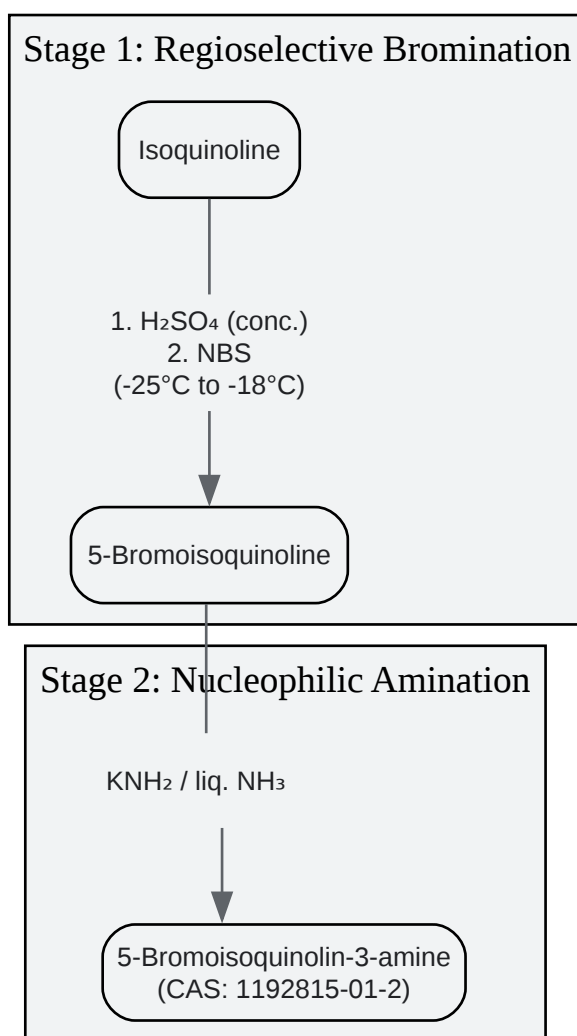 Stage 1: Regioselective Bromination
Isoquinoline
1. H₂SO₄ (conc.)
2. NBS
(-25°C to -18°C)
5-Bromoisoquinoline
Stage 2: Nucleophilic Amination
KNH₂ / liq. NH₃
5-Bromoisoquinolin-3-amine
(CAS: 1192815-01-2)